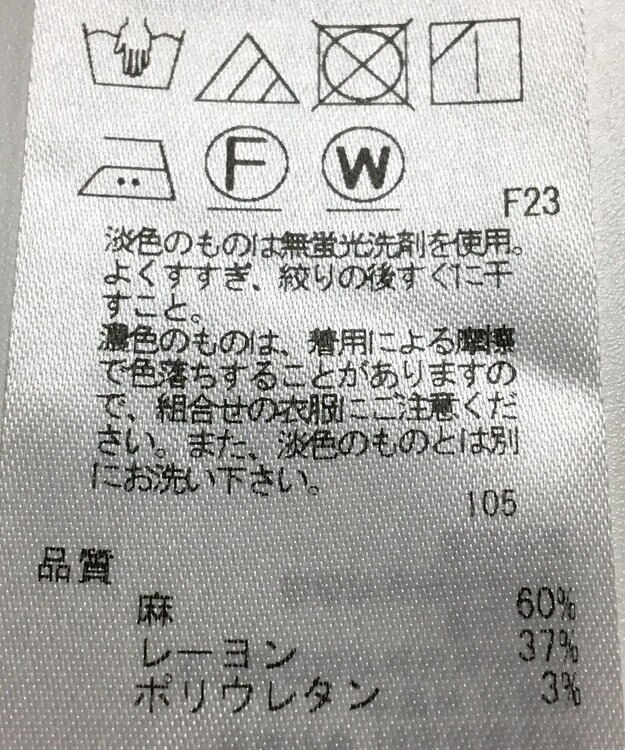 F W
F23
淡色のものは無蛍光洗剤を使用。
よくすすぎ、絞りの後すぐに干
すこと。
濃色のものは、着用による摩擦
で色落ちすることがありますの
で、組合せの衣服にご注意くだ
さい。また、淡色のものとは別
にお洗い下さい。
105
品質
麻 60%
レーヨン 37%
ポリウレタン 3%